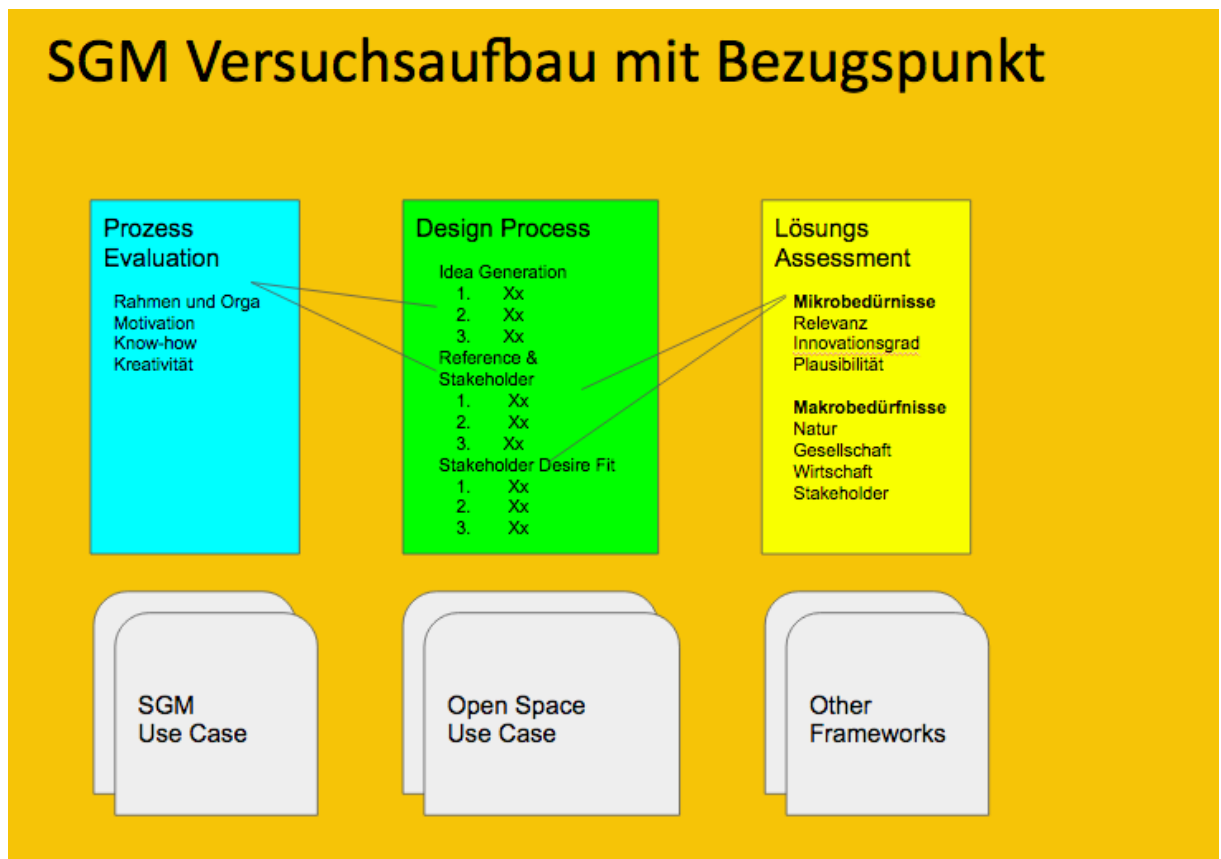 SGM Versuchsaufbau mit Bezugspunkt
Prozess
Evaluation
Rahmen und Orga
Motivation
Know-how
Kreativität
Design Process
Idea Generation
1. Xx
2. Xx
3. Xx
Reference &
Stakeholder
1. Xx
2. Xx
3. Xx
Stakeholder Desire Fit
1. Xx
2. Xx
3. Xx
Lösungs
Assessment
Mikrobedürnisse
Relevanz
Innovationsgrad
Plausibilität
Makrobedürfnisse
Natur
Gesellschaft
Wirtschaft
Stakeholder
SGM
Use Case
Open Space
Use Case
Other
Frameworks